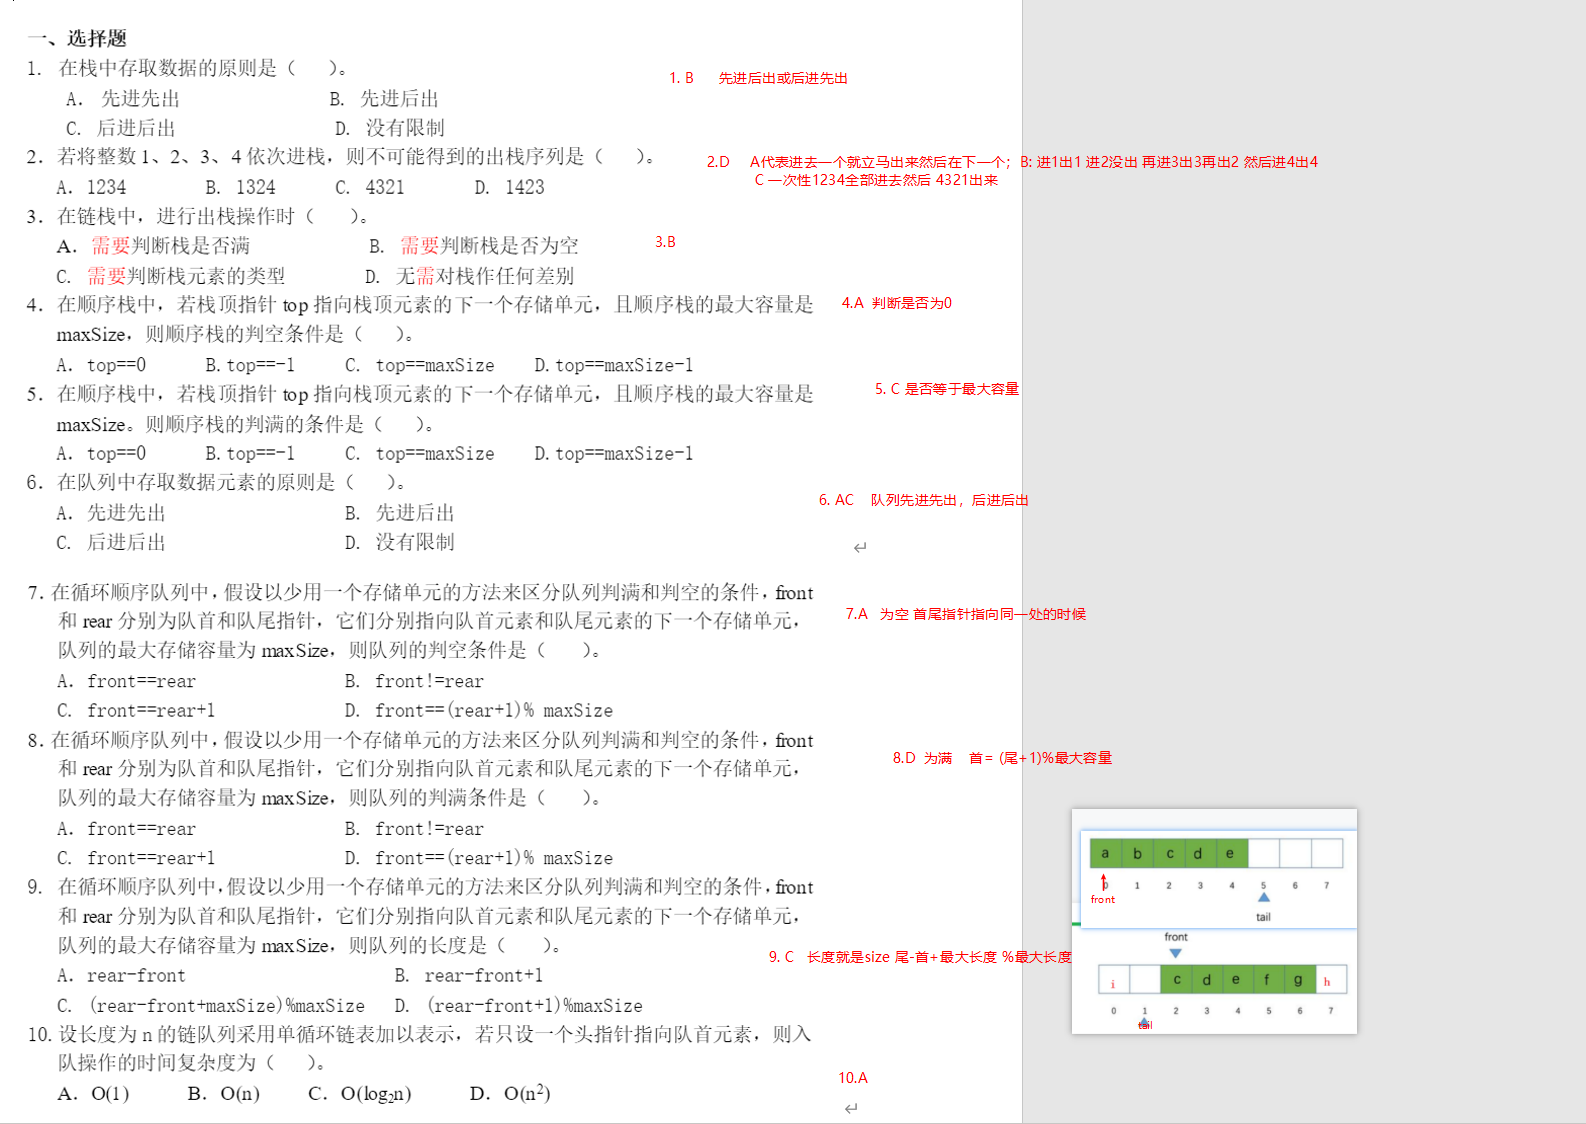 一、选择题
1. 在栈中存取数据的原则是（ ）。
1. B 先进后出或后进先出
A. 先进先出 B. 先进后出
C. 后进后出 D. 没有限制
2. 若将整数 1、2、3、4 依次进栈，则不可能得到的出栈序列是（ ）。
2.D A代表进去一个就立马出来然后在下一个；B: 进1出1 进2没出 再进3出3再出2 然后进4出4
C 一次性1234全部进去然后 4321出来
A. 1234 B. 1324 C. 4321 D. 1423
3. 在链栈中，进行出栈操作时（ ）。
A. 需要判断栈是否满 B. 需要判断栈是否为空
3.B
C. 需要判断栈元素的类型 D. 无需对栈作任何差别
4. 在顺序栈中，若栈顶指针 top 指向栈顶元素的下一个存储单元，且顺序栈的最大容量是
4.A 判断是否为0
maxSize，则顺序栈的判空条件是（ ）。
A. top==0 B.top==-1 C. top==maxSize D.top==maxSize-1
5. 在顺序栈中，若栈顶指针 top 指向栈顶元素的下一个存储单元，且顺序栈的最大容量是
5. C 是否等于最大容量
maxSize。则顺序栈的判满的条件是（ ）。
A. top==0 B.top==-1 C. top==maxSize D.top==maxSize-1
6. 在队列中存取数据元素的原则是（ ）。
6. AC 队列先进先出，后进后出
A. 先进先出 B. 先进后出
C. 后进后出 D. 没有限制
7. 在循环顺序队列中，假设以少用一个存储单元的方法来区分队列判满和判空的条件，front
和 rear 分别为队首和队尾指针，它们分别指向队首元素和队尾元素的下一个存储单元，
7.A 为空 首尾指针指向同一处的时候
队列的最大存储容量为 maxSize，则队列的判空条件是（ ）。
A. front==rear B. front!=rear
C. front==rear+1 D. front==(rear+1)% maxSize
8. 在循环顺序队列中，假设以少用一个存储单元的方法来区分队列判满和判空的条件，front
和 rear 分别为队首和队尾指针，它们分别指向队首元素和队尾元素的下一个存储单元，
8.D 为满 首= (尾+1)%最大容量
队列的最大存储容量为 maxSize，则队列的判满条件是（ ）。
A. front==rear B. front!=rear
C. front==rear+1 D. front==(rear+1)% maxSize
9. 在循环顺序队列中，假设以少用一个存储单元的方法来区分队列判满和判空的条件，front
和 rear 分别为队首和队尾指针，它们分别指向队首元素和队尾元素的下一个存储单元，
队列的最大存储容量为 maxSize，则队列的长度是（ ）。
9. C 长度就是size 尾-首+最大长度 %最大长度
A. rear-front B. rear-front+1
C. (rear-front+maxSize)%maxSize D. (rear-front+1)%maxSize
10. 设长度为 n 的链队列采用单循环链表加以表示，若只设一个头指针指向队首元素，则入
队操作的时间复杂度为（ ）。
10.A
A. O(1) B. O(n) C. O(log₂n) D. O(n²)
a b c d e
0 1 2 3 4 5 6 7
front
tail
front
i c d e f g h
0 1 2 3 4 5 6 7
tail